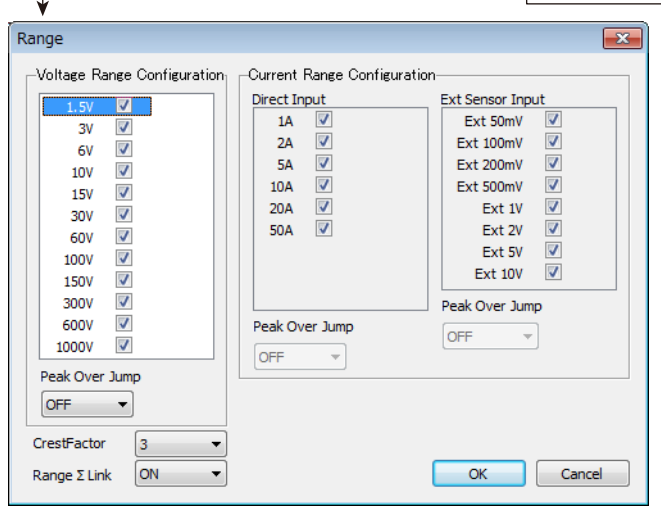 Range
Voltage Range Configuration
1.5V
3V
6V
10V
15V
30V
60V
100V
150V
300V
600V
1000V
Peak Over Jump
OFF
CrestFactor 3
Range Σ Link ON
Current Range Configuration
Direct Input
1A
2A
5A
10A
20A
50A
Peak Over Jump
OFF
Ext Sensor Input
Ext 50mV
Ext 100mV
Ext 200mV
Ext 500mV
Ext 1V
Ext 2V
Ext 5V
Ext 10V
Peak Over Jump
OFF
OK Cancel